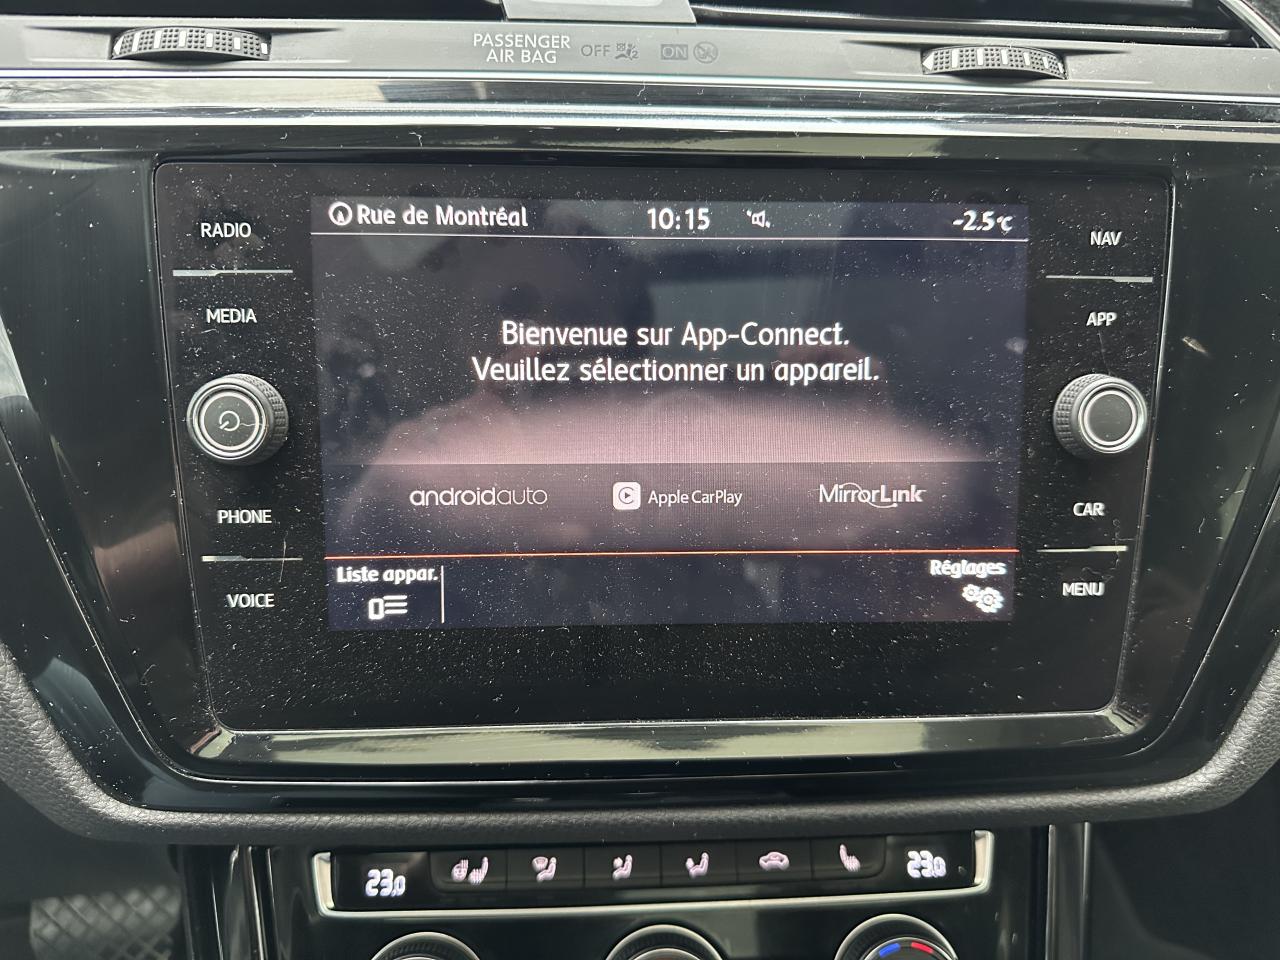 PASSENGER
AIR BAG
OFF
ON
Rue de Montréal 10:15 -2.5°C
RADIO
MEDIA
PHONE
VOICE
NAV
APP
CAR
MENU
Bienvenue sur App-Connect.
Veuillez sélectionner un appareil.
androidauto
Apple CarPlay
MirrorLink
Liste appar.
Réglages
23,0
23,0